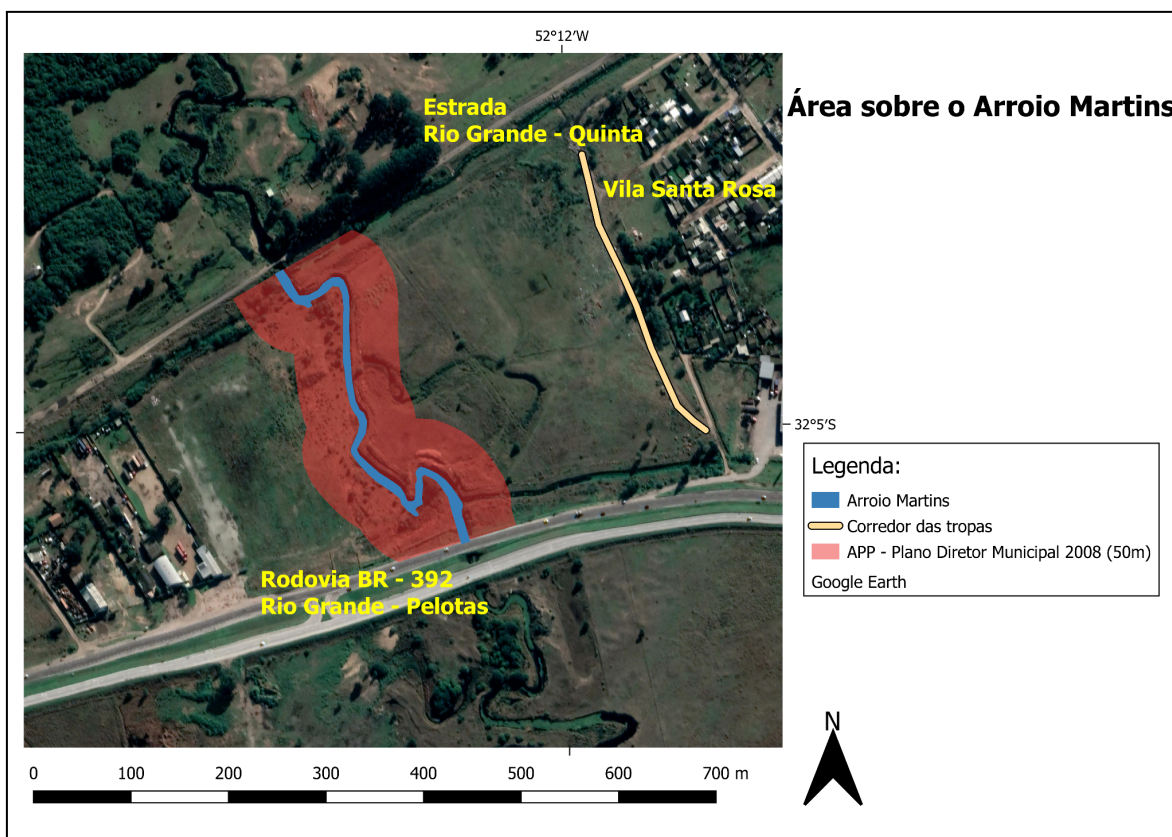 52°12'W
Área sobre o Arroio Martins
Estrada
Rio Grande - Quinta
Vila Santa Rosa
32°5'S
Legenda:
Arroio Martins
Corredor das tropas
APP - Plano Diretor Municipal 2008 (50m)
Google Earth
Rodovia BR - 392
Rio Grande - Pelotas
N
0 100 200 300 400 500 600 700 m